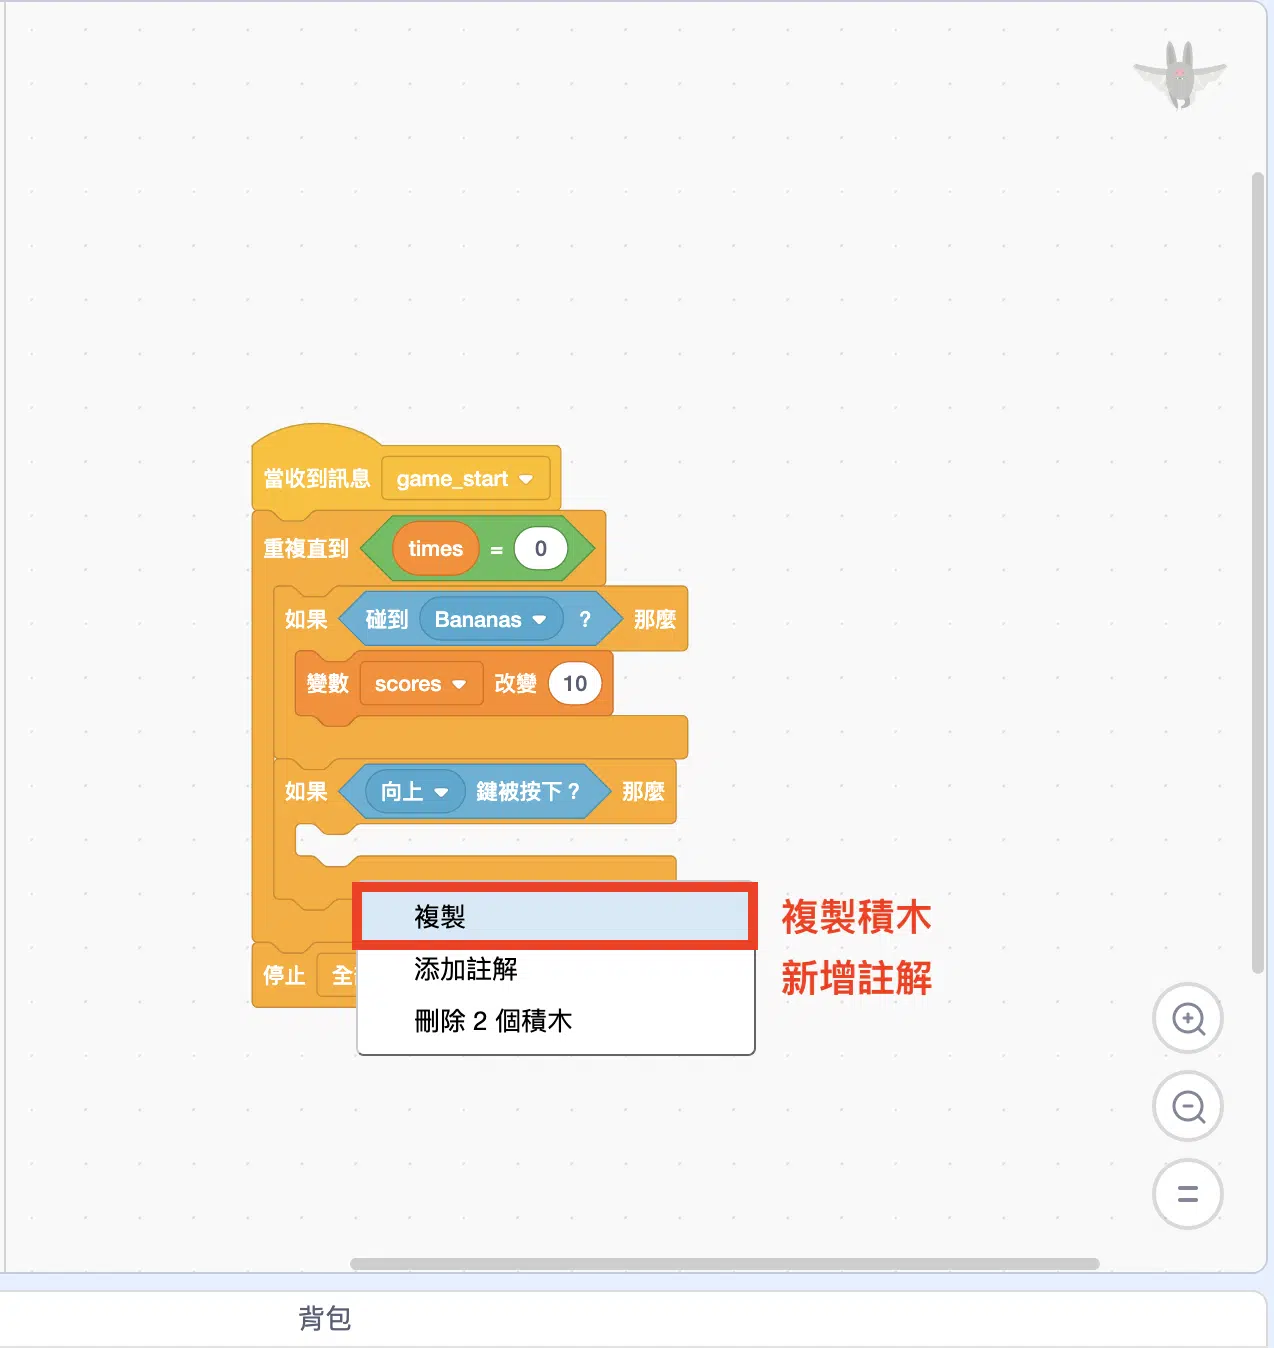 當收到訊息 game_start
重複直到 times = 0
如果 碰到 Bananas ? 那麼
變數 scores 改變 10
如果 向上 鍵被按下? 那麼
複製 複製積木
添加註解 新增註解
停止
刪除 2 個積木
背包